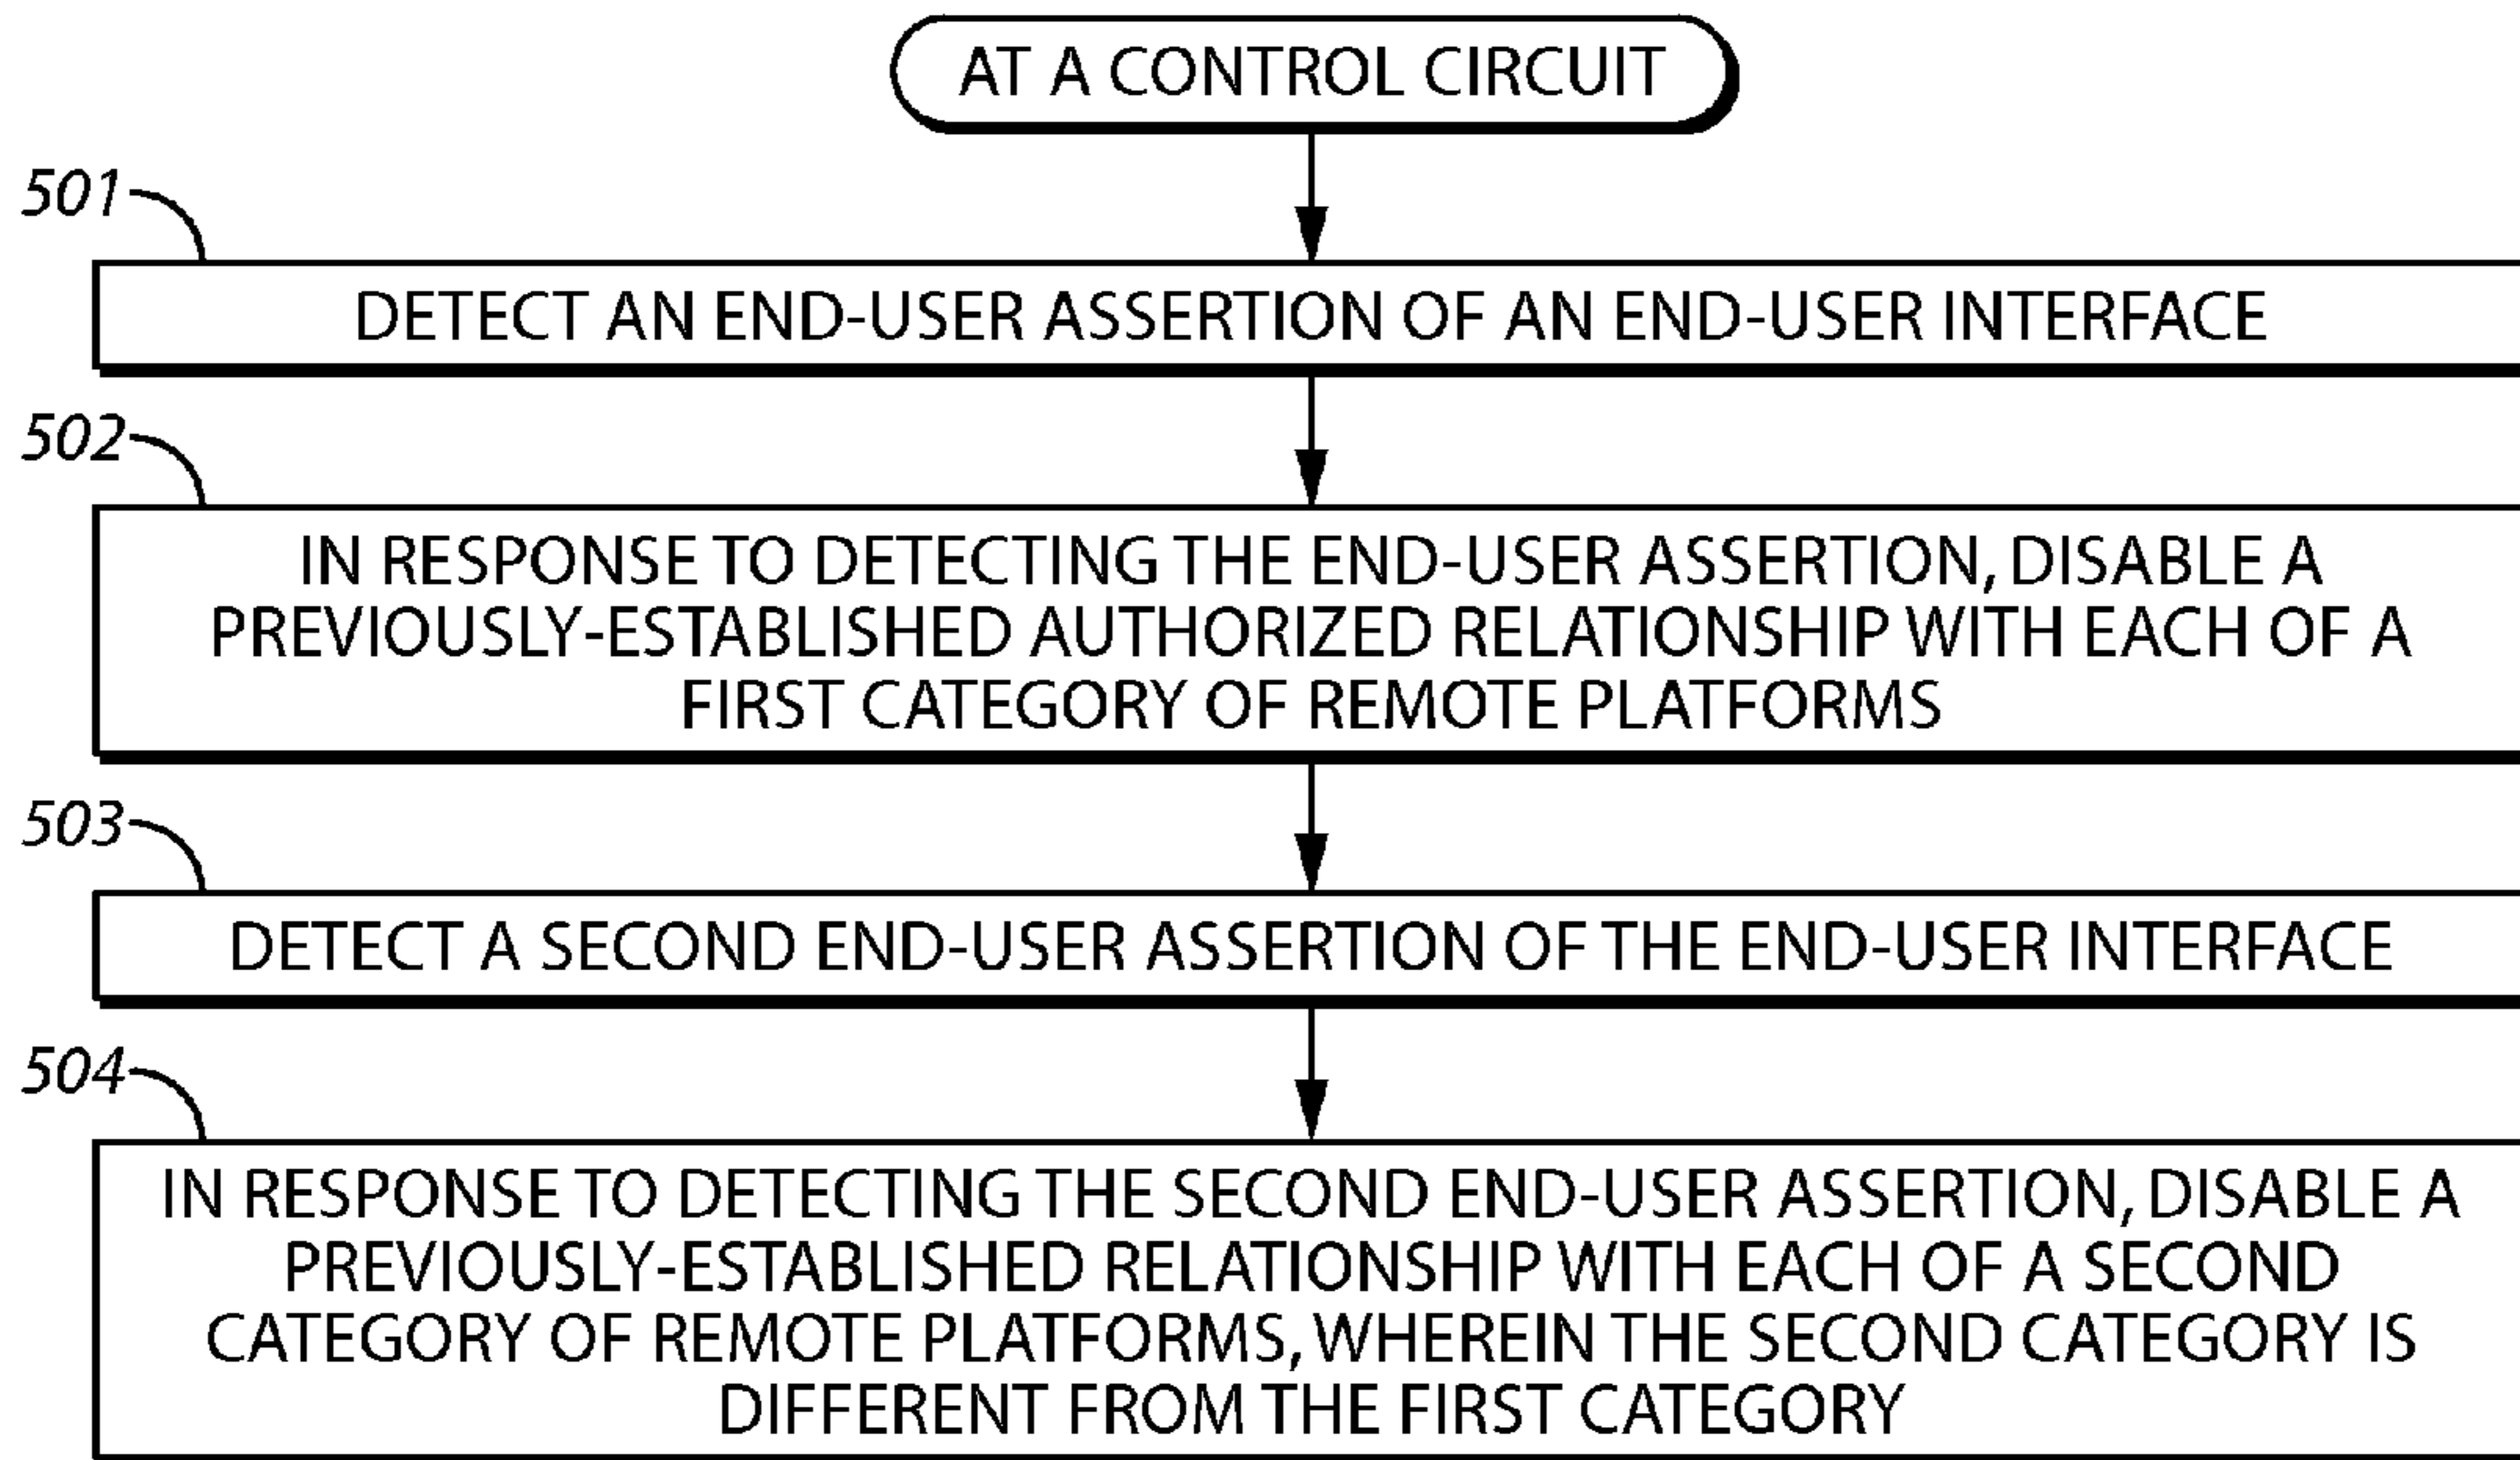 AT A CONTROL CIRCUIT
501
DETECT AN END-USER ASSERTION OF AN END-USER INTERFACE
502
IN RESPONSE TO DETECTING THE END-USER ASSERTION, DISABLE A
PREVIOUSLY-ESTABLISHED AUTHORIZED RELATIONSHIP WITH EACH OF A
FIRST CATEGORY OF REMOTE PLATFORMS
503
DETECT A SECOND END-USER ASSERTION OF THE END-USER INTERFACE
504
IN RESPONSE TO DETECTING THE SECOND END-USER ASSERTION, DISABLE A
PREVIOUSLY-ESTABLISHED RELATIONSHIP WITH EACH OF A SECOND
CATEGORY OF REMOTE PLATFORMS, WHEREIN THE SECOND CATEGORY IS
DIFFERENT FROM THE FIRST CATEGORY